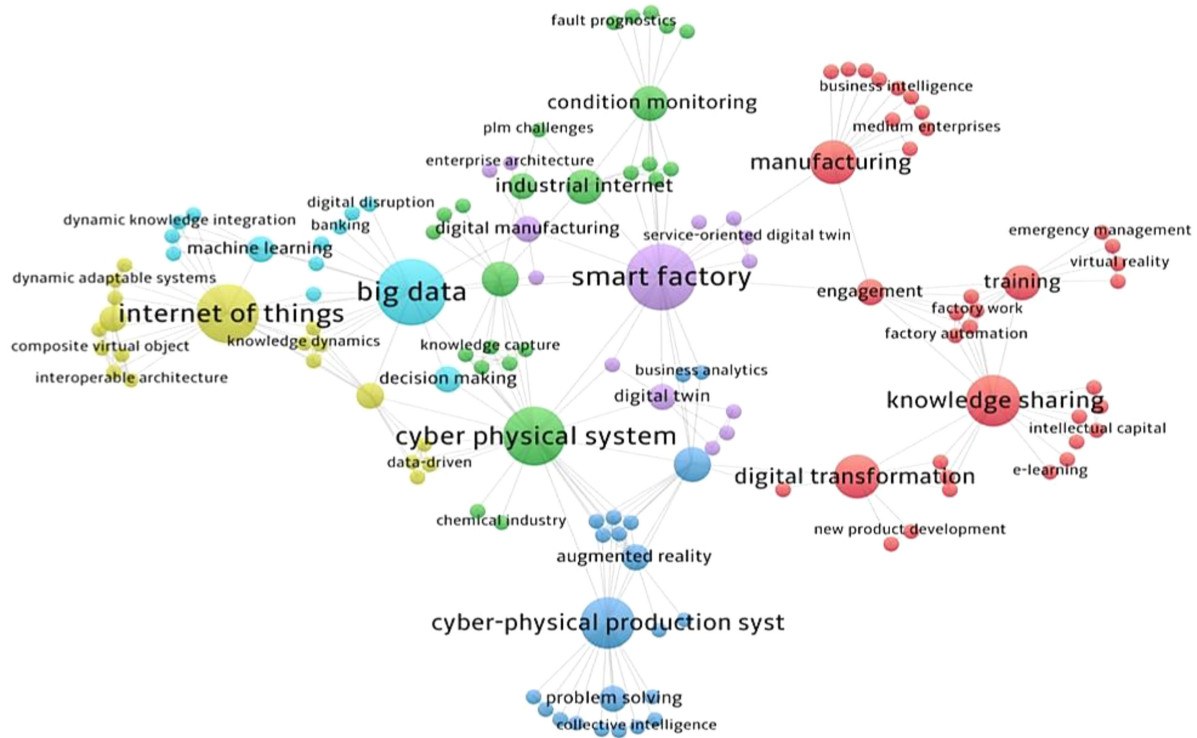 fault prognostics
business intelligence
condition monitoring
plm challenges
medium enterprises
enterprise architecture
manufacturing
industrial internet
digital disruption
dynamic knowledge integration
banking
digital manufacturing
service-oriented digital twin
emergency management
machine learning
virtual reality
dynamic adaptable systems
smart factory
training
big data
engagement
internet of things
factory work
knowledge dynamics
factory automation
composite virtual object
knowledge capture
interoperable architecture
decision making
business analytics
digital twin
knowledge sharing
intellectual capital
cyber physical system
data-driven
e-learning
digital transformation
chemical industry
new product development
augmented reality
cyber-physical production syst
problem solving
collective intelligence